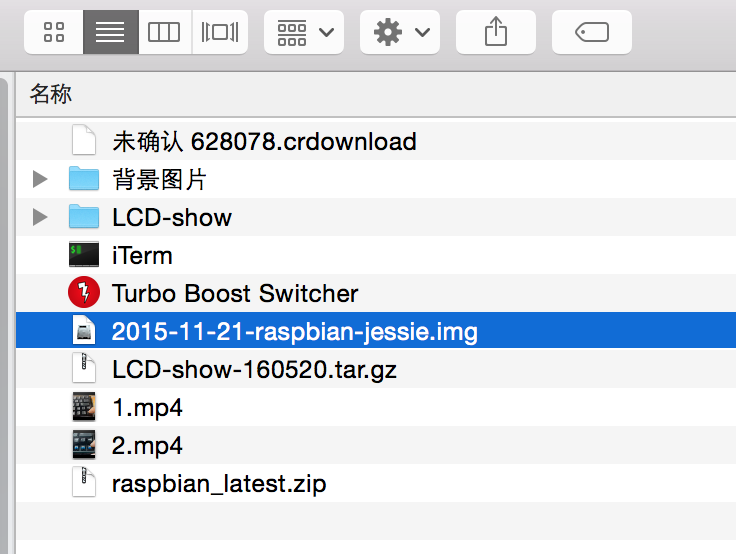 名称
未确认 628078.crdownload
背景图片
LCD-show
iTerm
Turbo Boost Switcher
2015-11-21-raspbian-jessie.img
LCD-show-160520.tar.gz
1.mp4
2.mp4
raspbian_latest.zip